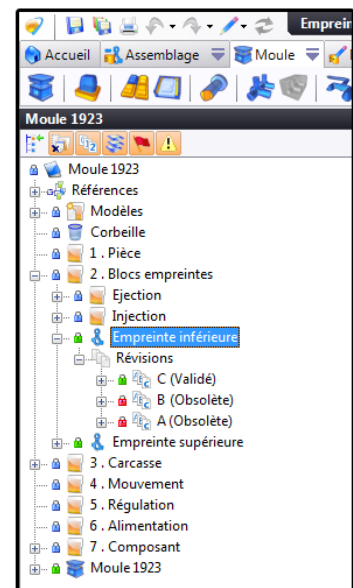 Emprein
Accueil Assemblage Moule
Moule 1923
Moule 1923
Références
Modèles
Corbeille
1 . Pièce
2 . Blocs empreintes
Ejection
Injection
Empreinte inférieure
Révisions
C (Validé)
B (Obsolète)
A (Obsolète)
Empreinte supérieure
3 . Carcasse
4 . Mouvement
5 . Régulation
6 . Alimentation
7 . Composant
Moule 1923